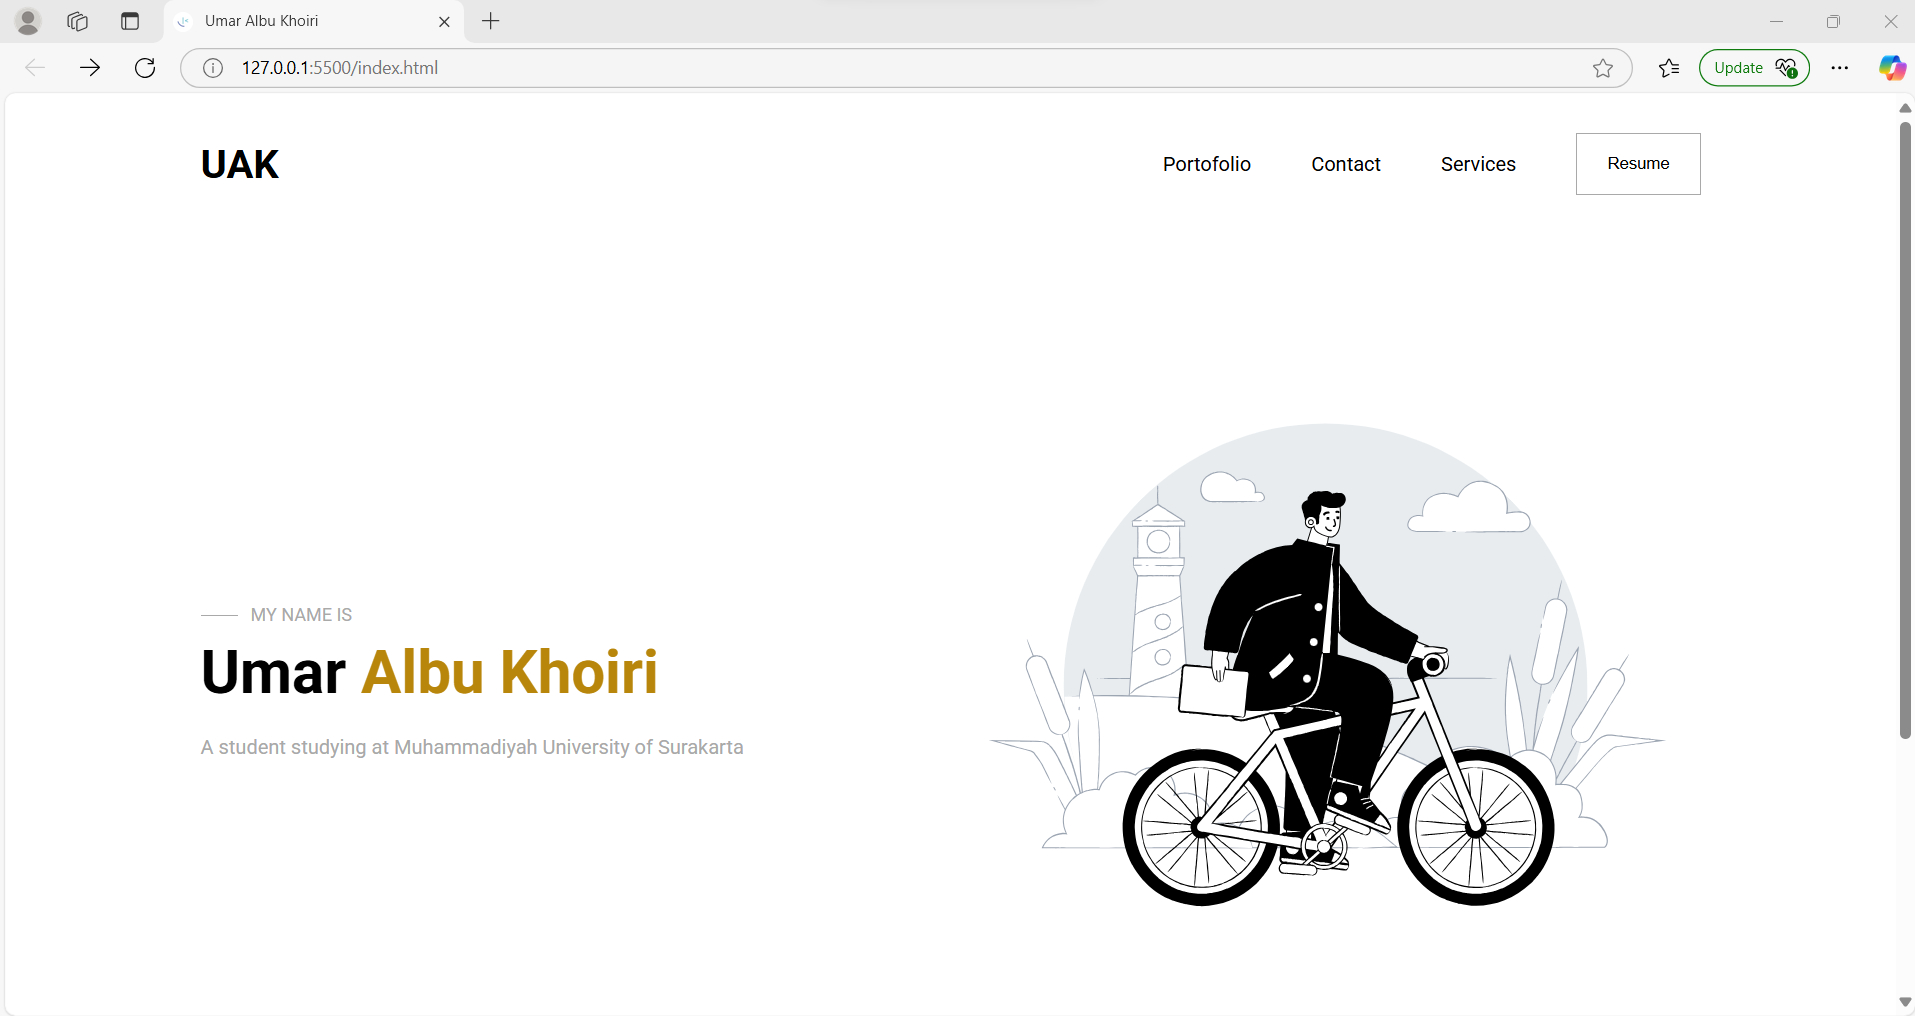 Umar Albu Khoiri
127.0.0.1:5500/index.html
Update
UAK
Portofolio Contact Services Resume
MY NAME IS
Umar Albu Khoiri
A student studying at Muhammadiyah University of Surakarta